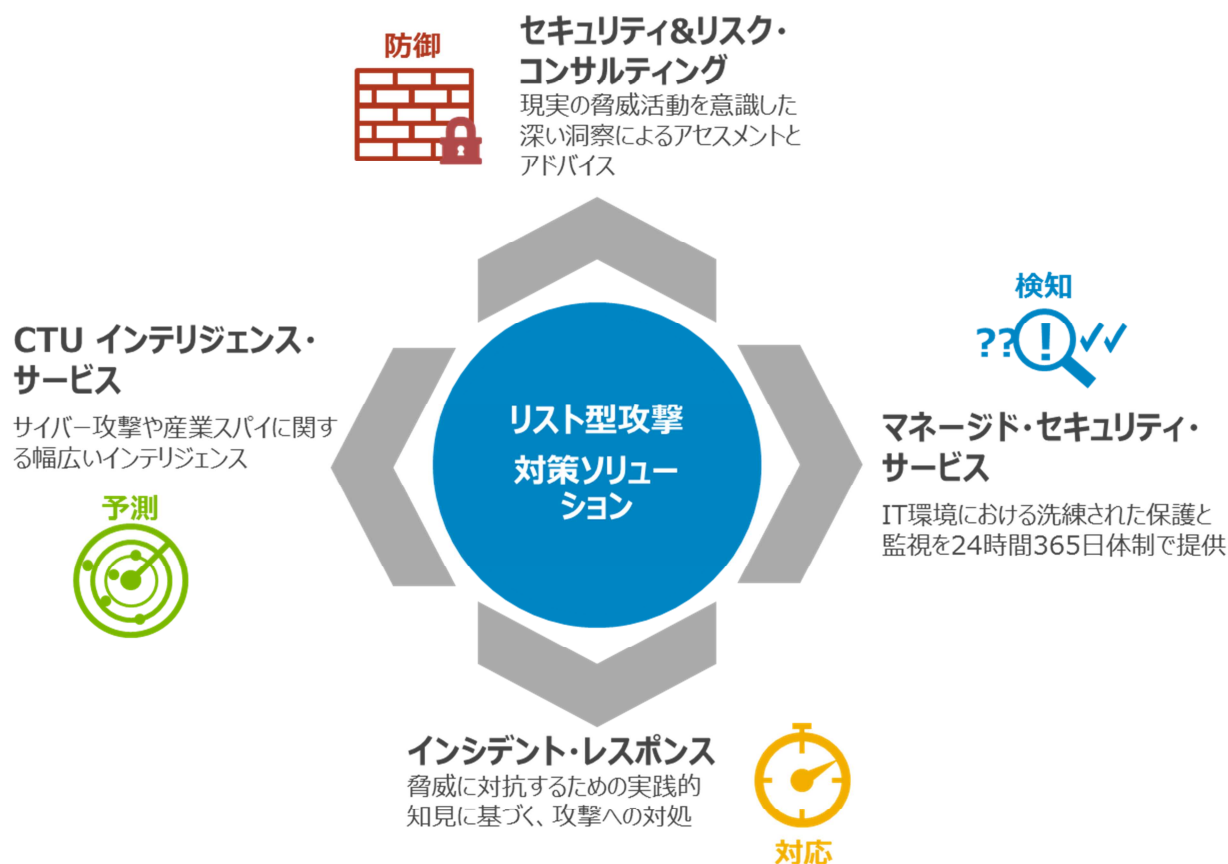 防御
セキュリティ&リスク・
コンサルティング
現実の脅威活動を意識した
深い洞察によるアセスメントと
アドバイス
検知
??!
マネージド・セキュリティ・
サービス
IT環境における洗練された保護と
監視を24時間365日体制で提供
CTU インテリジェンス・
サービス
サイバー攻撃や産業スパイに関す
る幅広いインテリジェンス
予測
リスト型攻撃
対策ソリュー
ション
インシデント・レスポンス
脅威に対抗するための実践的
知見に基づく、攻撃への対処
対応